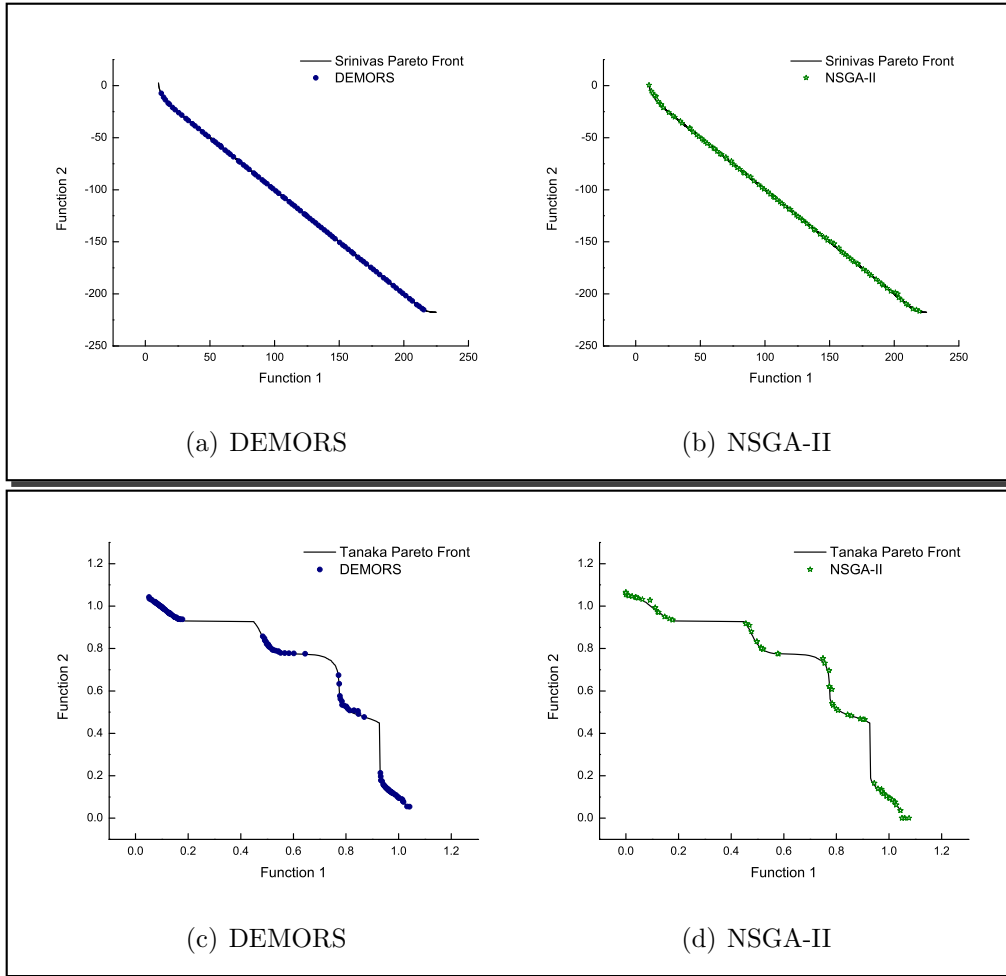 Srinivas Pareto Front
DEMORS
0
-50
-100
-150
-200
-250
Function 2
0 50 100 150 200 250
Function 1
(a) DEMORS
Srinivas Pareto Front
NSGA-II
0
-50
-100
-150
-200
-250
Function 2
0 50 100 150 200 250
Function 1
(b) NSGA-II
Tanaka Pareto Front
DEMORS
1.2
1.0
0.8
0.6
0.4
0.2
0.0
Function 2
0.0 0.2 0.4 0.6 0.8 1.0 1.2
Function 1
(c) DEMORS
Tanaka Pareto Front
NSGA-II
1.2
1.0
0.8
0.6
0.4
0.2
0.0
Function 2
0.0 0.2 0.4 0.6 0.8 1.0 1.2
Function 1
(d) NSGA-II